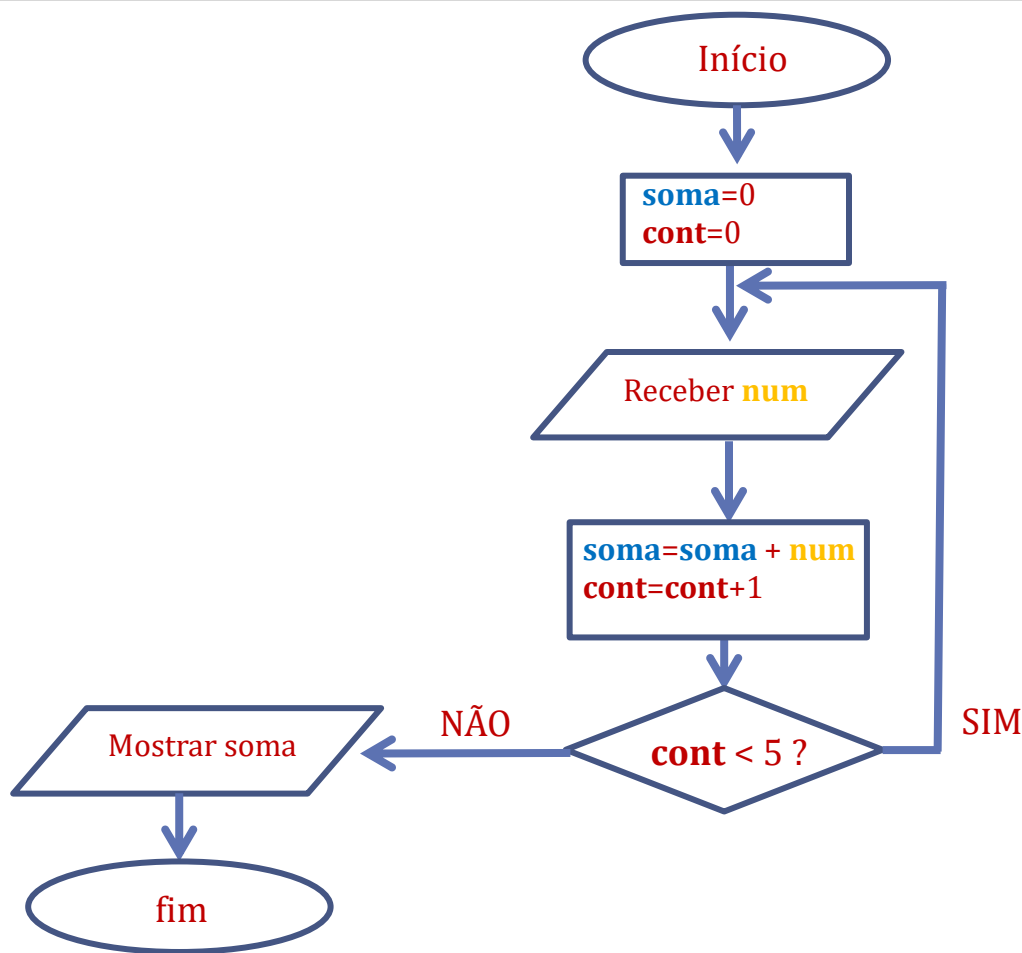 Início
soma=0
cont=0
Receber num
soma=soma + num
cont=cont+1
cont < 5 ?
SIM
NÃO
Mostrar soma
fim